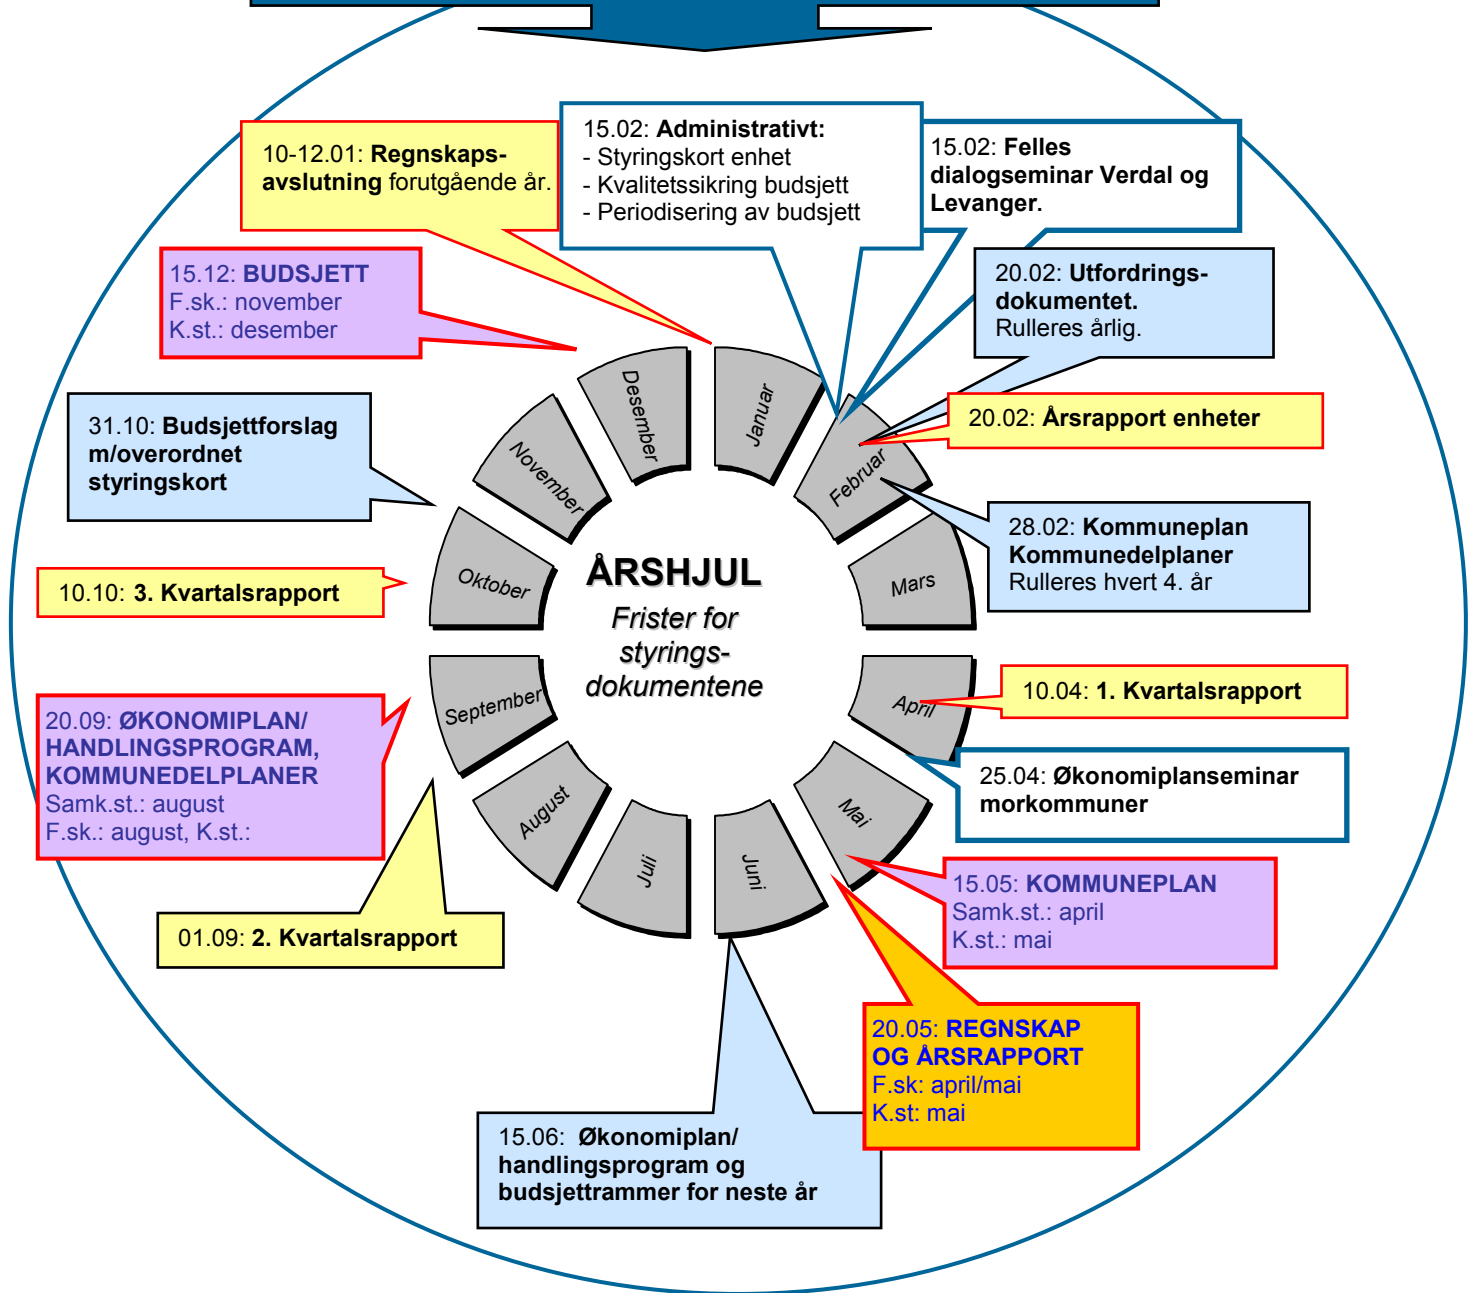 10-12.01: Regnskaps-
avslutning forutgående år.
15.02: Administrativt:
- Styringskort enhet
- Kvalitetssikring budsjett
- Periodisering av budsjett
15.02: Felles
dialogseminar Verdal og
Levanger.
15.12: BUDSJETT
F.sk.: november
K.st.: desember
20.02: Utfordrings-
dokumentet.
Rulleres årlig.
31.10: Budsjettforslag
m/overordnet
styringskort
20.02: Årsrapport enheter
28.02: Kommuneplan
Kommunedelplaner
Rulleres hvert 4. år
10.10: 3. Kvartalsrapport
Januar
Februar
Mars
April
Mai
Juni
Juli
August
September
Oktober
November
Desember
ÅRSHJUL
Frister for
styrings-
dokumentene
10.04: 1. Kvartalsrapport
20.09: ØKONOMIPLAN/
HANDLINGSPROGRAM,
KOMMUNEDELPLANER
Samk.st.: august
F.sk.: august, K.st.:
25.04: Økonomiplanseminar
morkommuner
15.05: KOMMUNEPLAN
Samk.st.: april
K.st.: mai
01.09: 2. Kvartalsrapport
20.05: REGNSKAP
OG ÅRSRAPPORT
F.sk: april/mai
K.st: mai
15.06: Økonomiplan/
handlingsprogram og
budsjettrammer for neste år